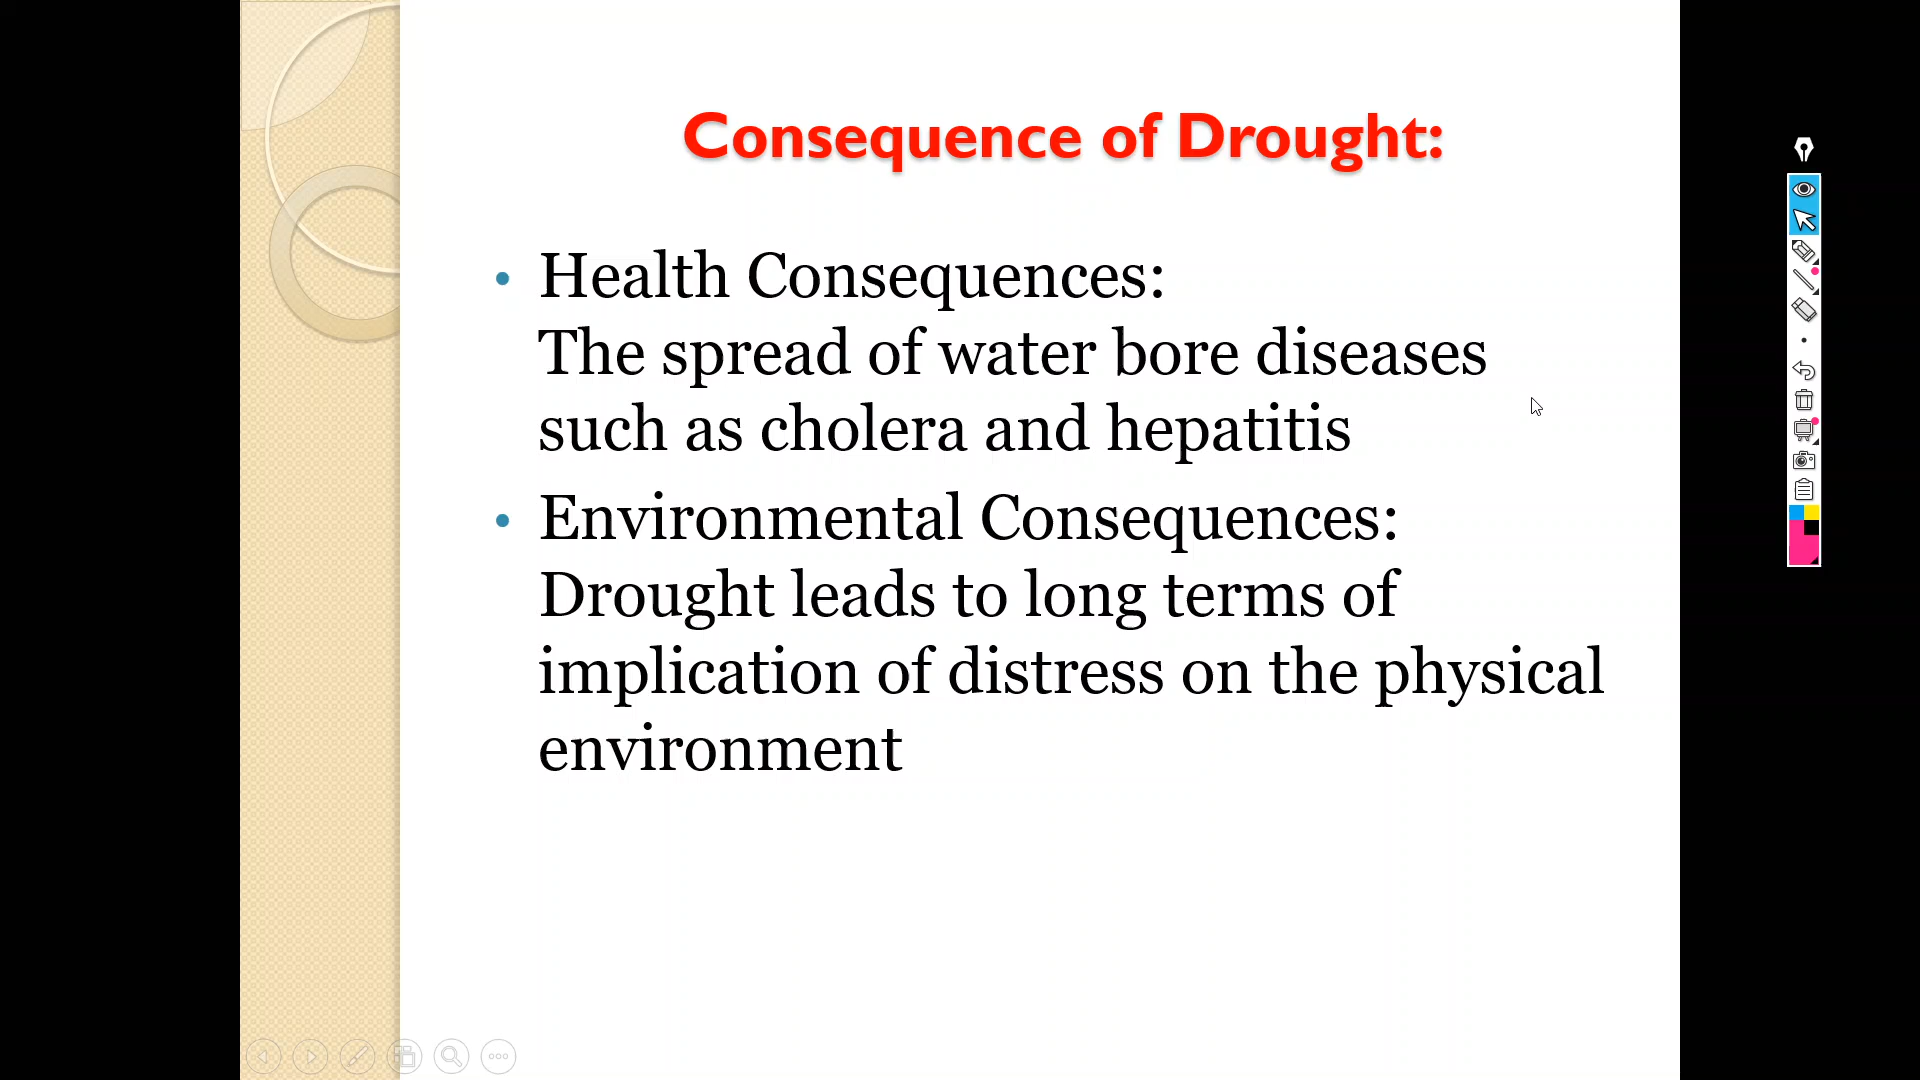 Consequence of Drought:
• Health Consequences:
The spread of water bore diseases
such as cholera and hepatitis
• Environmental Consequences:
Drought leads to long terms of
implication of distress on the physical
environment